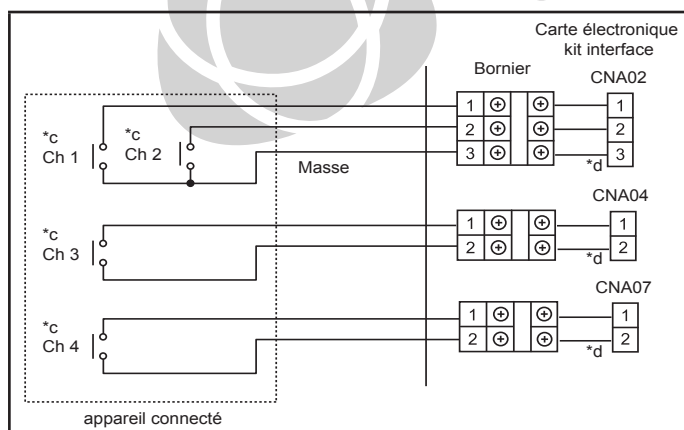 Carte électronique
kit interface
Bornier
CNA02
*c
Ch 1
*c
Ch 2
1
2
3
1
2
3
Masse
*d
CNA04
*c
Ch 3
1
2
1
2
*d
CNA07
*c
Ch 4
1
2
1
2
*d
appareil connecté